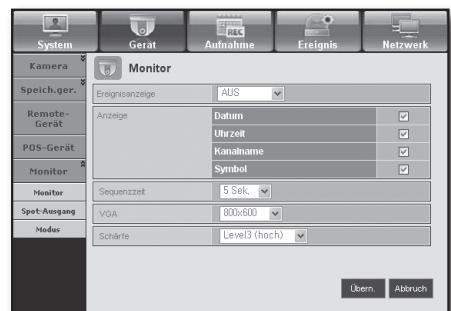 System Gerät Aufnahme Ereignis Netzwerk
REC
Kamera
Speich.ger.
Remote-
Gerät
POS-Gerät
Monitor
Monitor
Spot-Ausgang
Modus
Monitor
Ereignisanzeige AUS
Anzeige Datum
Uhrzeit
Kanalname
Symbol
Sequenzzeit 5 Sek.
VGA 800x600
Schärfe Level3 (hoch)
Übern. Abbruch